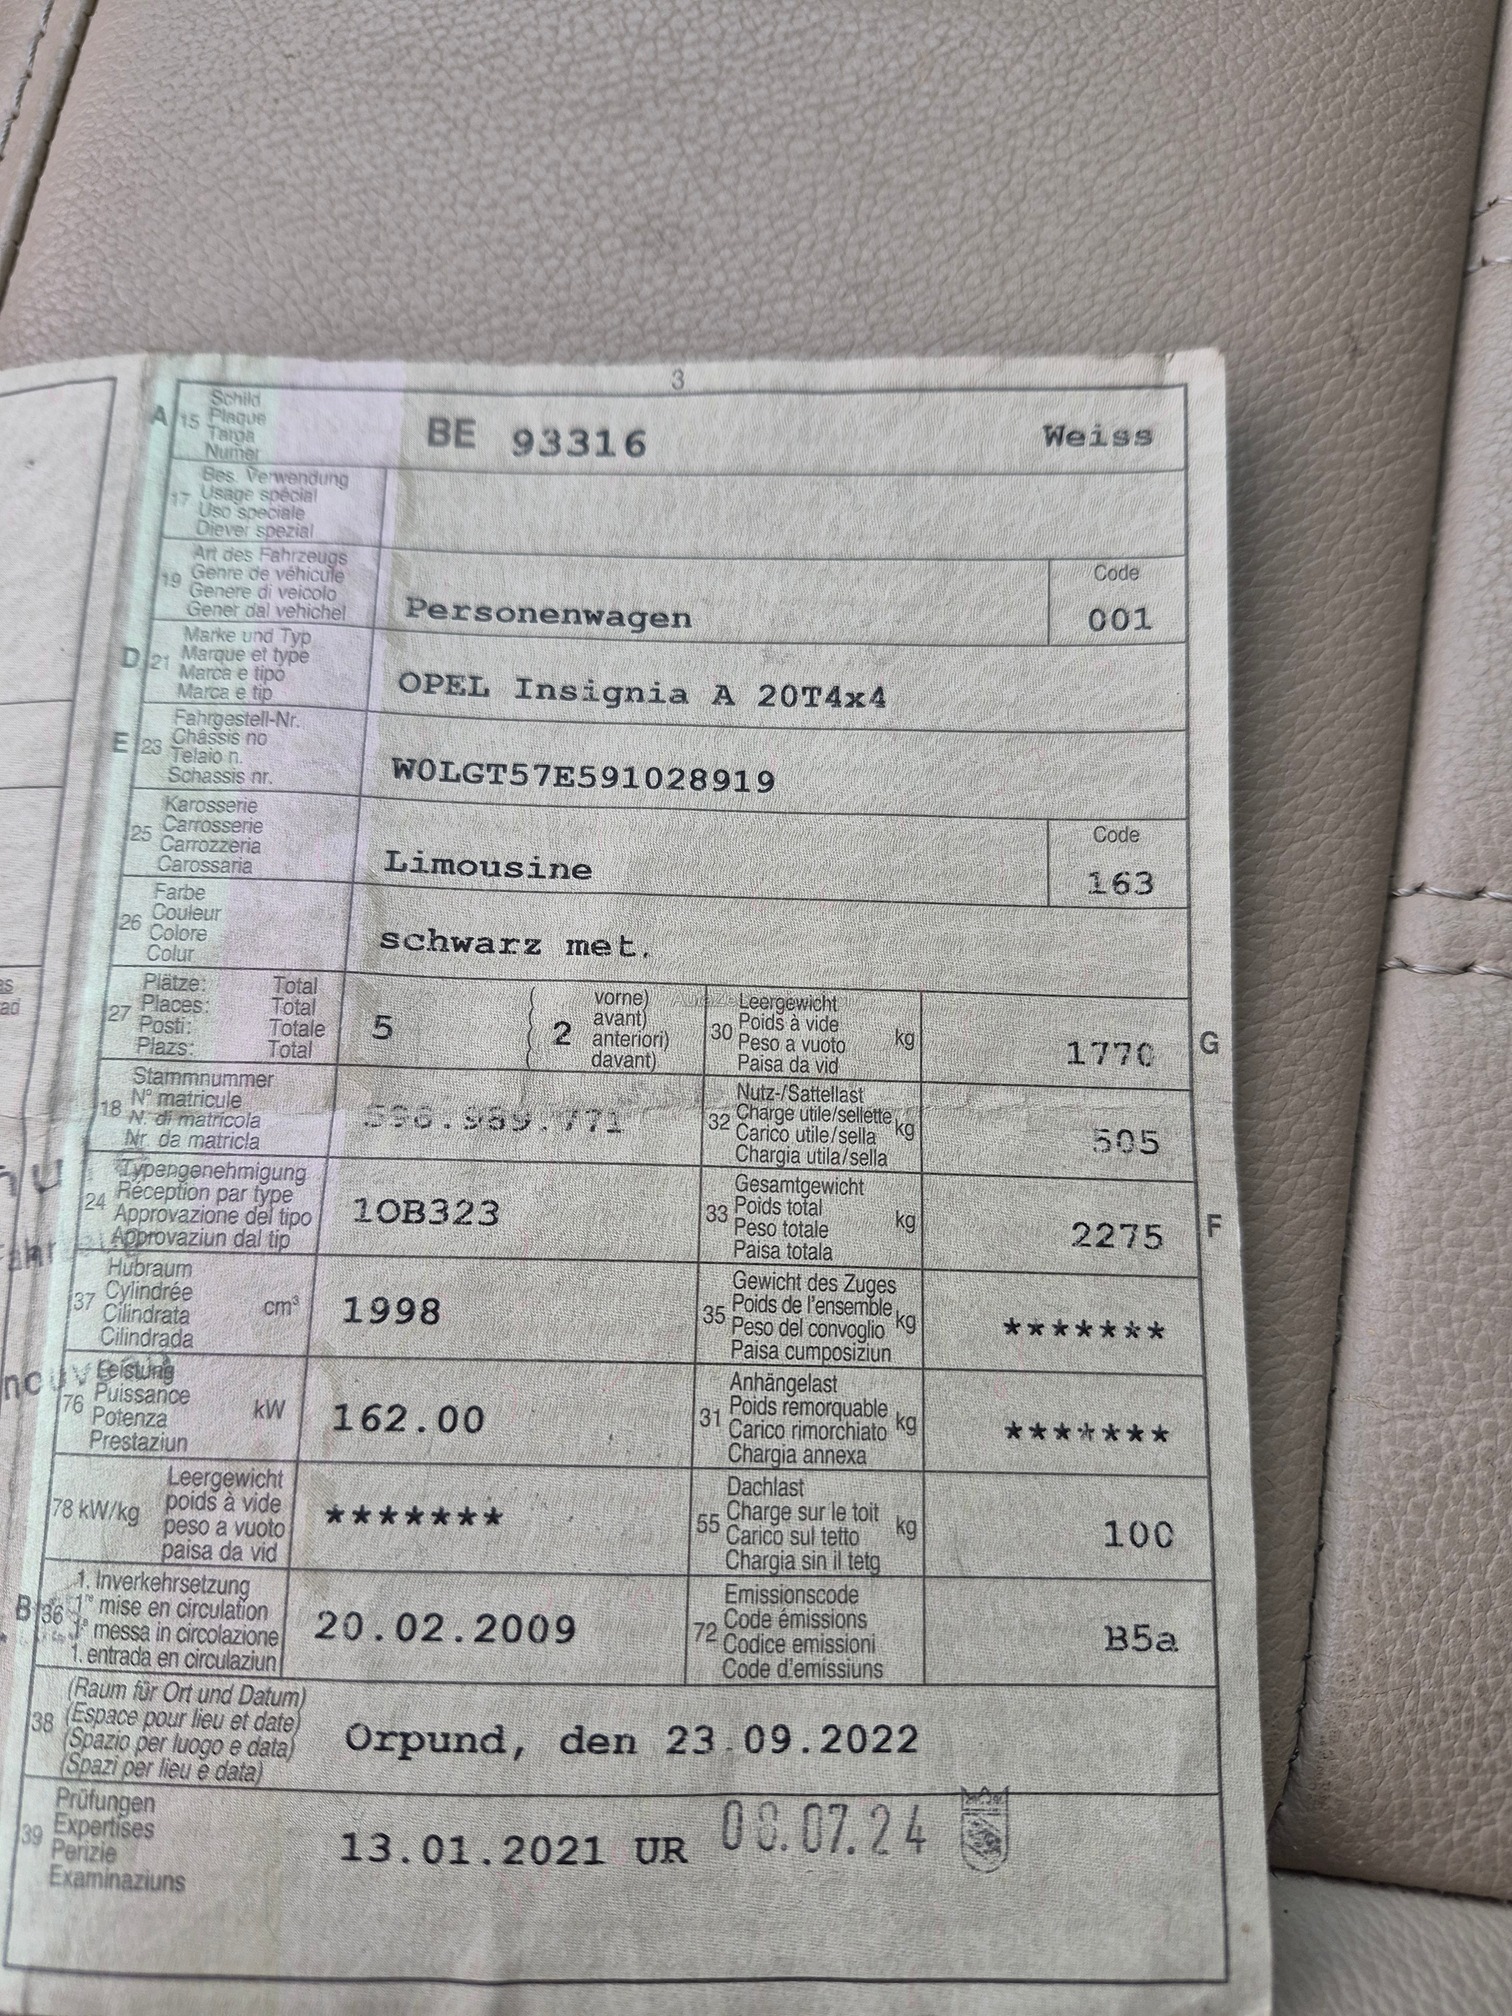 3
A 15 Schild
Plaque
Targa
Numer
BE 93316 Weiss
17 Bes. Verwendung
Usage spécial
Uso speciale
Diever spezial
19 Art des Fahrzeugs
Genre de véhicule
Genere di veicolo
Gener dal vehichel
Personenwagen
Code
001
D 21 Marke und Typ
Marque et type
Marca e tipo
Marca e tip
OPEL Insignia A 20T4x4
E 23 Fahrgestell-Nr.
Châssis no
Telaio n.
Schassis nr.
W0LGT57E591028919
25 Karosserie
Carrosserie
Carrozzeria
Carossaria
Limousine
Code
163
26 Farbe
Couleur
Colore
Colur
schwarz met.
27 Plätze: Total
Places: Total
Posti: Totale
Plazs: Total
5
2
vorne)
avant)
anteriori)
davant)
30 Leergewicht
Poids à vide
Peso a vuoto
Paisa da vid
kg
1770
G
18 Stammnummer
N° matricule
N. di matricola
Nr. da matricla
596.989.771
32 Nutz-/Sattellast
Charge utile/sellette
Carico utile/sella
Chargia utila/sella
kg
505
24 Typengenehmigung
Réception par type
Approvazione del tipo
Approvaziun dal tip
1OB323
33 Gesamtgewicht
Poids total
Peso totale
Paisa totala
kg
2275
F
37 Hubraum
Cylindrée
Cilindrata
Cilindrada
cm³
1998
35 Gewicht des Zuges
Poids de l'ensemble
Peso del convoglio
Paisa cumposiziun
kg
*******
76 Leistung
Puissance
Potenza
Prestaziun
kW
162.00
31 Anhängelast
Poids remorquable
Carico rimorchiato
Chargia annexa
kg
*******
78 kW/kg
Leergewicht
poids à vide
peso a vuoto
paisa da vid
*******
55 Dachlast
Charge sur le toit
Carico sul tetto
Chargia sin il tetg
kg
100
B 36 1. Inverkehrsetzung
1re mise en circulation
1a messa in circolazione
1. entrada en circulaziun
20.02.2009
72 Emissionscode
Code émissions
Codice emissioni
Code d'emissiuns
B5a
38 (Raum für Ort und Datum)
(Espace pour lieu et date)
(Spazio per luogo e data)
(Spazi per lieu e data)
Orpund, den 23.09.2022
39 Prüfungen
Expertises
Perizie
Examinaziuns
13.01.2021 UR